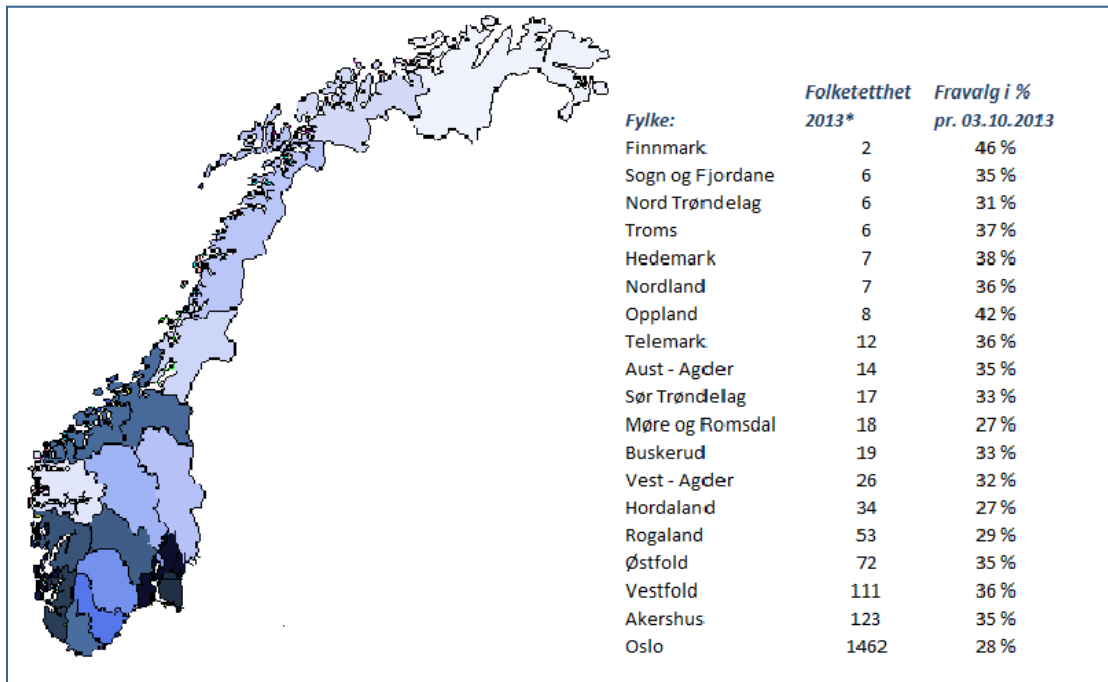 Folketetthet Fravalg i %
Fylke: 2013* pr. 03.10.2013
Finnmark 2 46 %
Sogn og Fjordane 6 35 %
Nord Trøndelag 6 31 %
Troms 6 37 %
Hedemark 7 38 %
Nordland 7 36 %
Oppland 8 42 %
Telemark 12 36 %
Aust - Agder 14 35 %
Sør Trøndelag 17 33 %
Møre og Romsdal 18 27 %
Buskerud 19 33 %
Vest - Agder 26 32 %
Hordaland 34 27 %
Rogaland 53 29 %
Østfold 72 35 %
Vestfold 111 36 %
Akershus 123 35 %
Oslo 1462 28 %